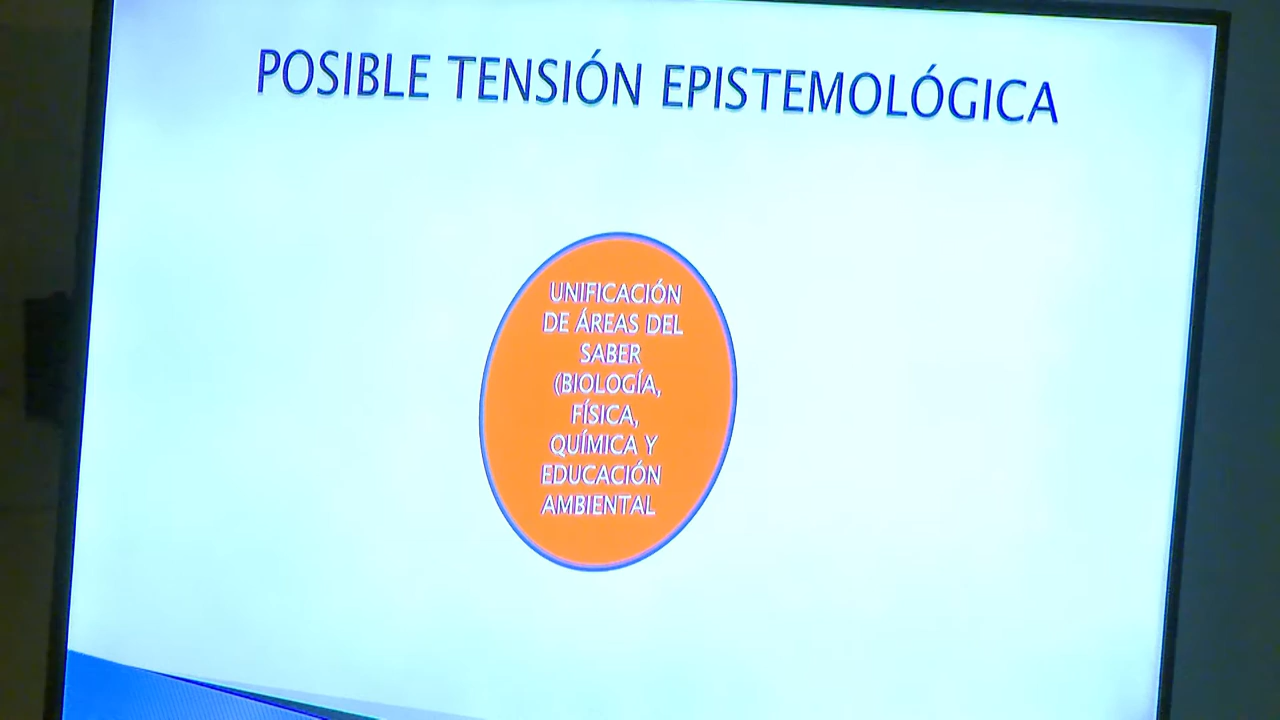 POSIBLE TENSIÓN EPISTEMOLÓGICA
UNIFICACIÓN
DE ÁREAS DEL
SABER
(BIOLOGÍA,
FÍSICA,
QUÍMICA Y
EDUCACIÓN
AMBIENTAL